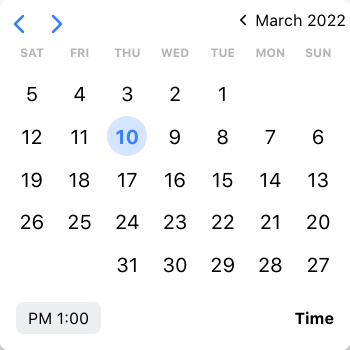 March 2022
SAT FRI THU WED TUE MON SUN
5 4 3 2 1
12 11 10 9 8 7 6
19 18 17 16 15 14 13
26 25 24 23 22 21 20
31 30 29 28 27
PM 1:00 Time